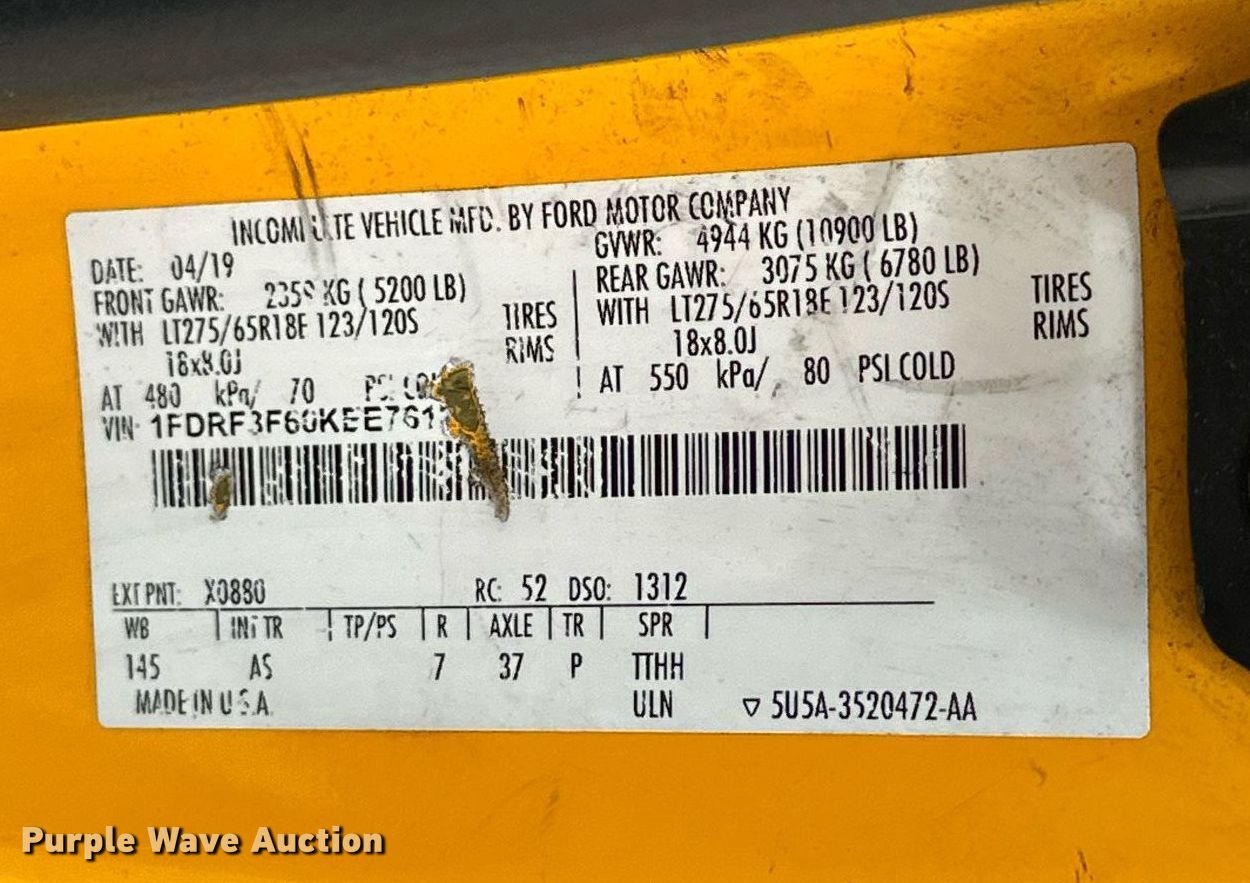 INCOMPLETE VEHICLE MFD. BY FORD MOTOR COMPANY
DATE: 04/19 GVWR: 4944 KG (10900 LB)
FRONT GAWR: 2358 KG ( 5200 LB) REAR GAWR: 3075 KG ( 6780 LB)
WITH LT275/65R18E 123/120S TIRES WITH LT275/65R18E 123/120S TIRES
18x8.0J RIMS 18x8.0J RIMS
AT 480 kPa/ 70 PSI COLD AT 550 kPa/ 80 PSI COLD
VIN:
EXT PNT: RC: 52 DSO: 1312
WB INT TR TP/PS R AXLE TR SPR
145 AS 7 37 P TTHH
MADE IN U.S.A. ULN ▽ 5U5A-3520472-AA
Purple Wave Auction